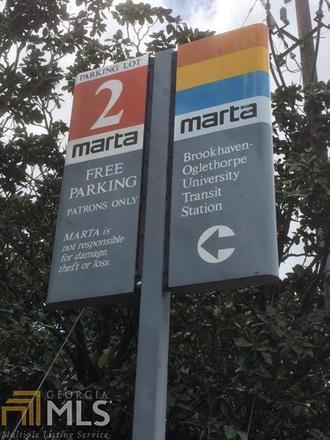 PARKING LOT
2
marta
FREE
PARKING
PATRONS ONLY
MARTA is
not responsible
for damage,
theft or loss.
marta
Brookhaven-
Oglethorpe
University
Transit
Station
GEORGIA
MLS
Multiple Listing Service